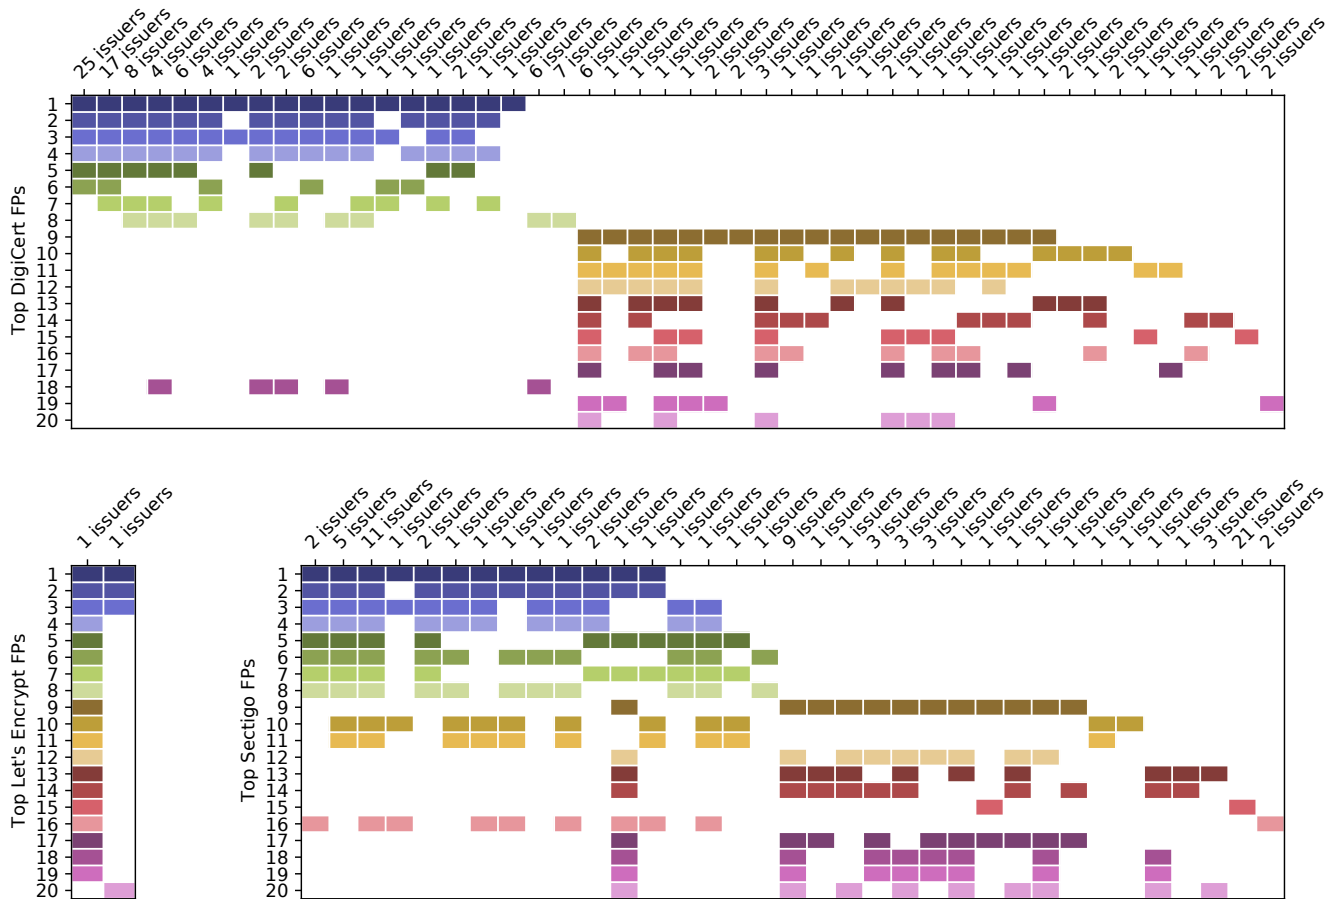 25 issuers
17 issuers
8 issuers
4 issuers
6 issuers
4 issuers
1 issuers
2 issuers
2 issuers
6 issuers
1 issuers
1 issuers
1 issuers
1 issuers
1 issuers
2 issuers
1 issuers
1 issuers
6 issuers
7 issuers
6 issuers
1 issuers
1 issuers
1 issuers
1 issuers
2 issuers
2 issuers
3 issuers
1 issuers
1 issuers
2 issuers
1 issuers
2 issuers
1 issuers
1 issuers
1 issuers
1 issuers
1 issuers
1 issuers
2 issuers
1 issuers
2 issuers
1 issuers
1 issuers
1 issuers
2 issuers
2 issuers
2 issuers
Top DigiCert FPs
1
2
3
4
5
6
7
8
9
10
11
12
13
14
15
16
17
18
19
20
1 issuers
1 issuers
Top Let's Encrypt FPs
1
2
3
4
5
6
7
8
9
10
11
12
13
14
15
16
17
18
19
20
2 issuers
5 issuers
11 issuers
1 issuers
2 issuers
1 issuers
1 issuers
1 issuers
1 issuers
1 issuers
2 issuers
1 issuers
1 issuers
1 issuers
1 issuers
1 issuers
1 issuers
9 issuers
1 issuers
1 issuers
3 issuers
3 issuers
3 issuers
1 issuers
1 issuers
1 issuers
1 issuers
1 issuers
1 issuers
1 issuers
1 issuers
1 issuers
3 issuers
21 issuers
2 issuers
Top Sectigo FPs
1
2
3
4
5
6
7
8
9
10
11
12
13
14
15
16
17
18
19
20